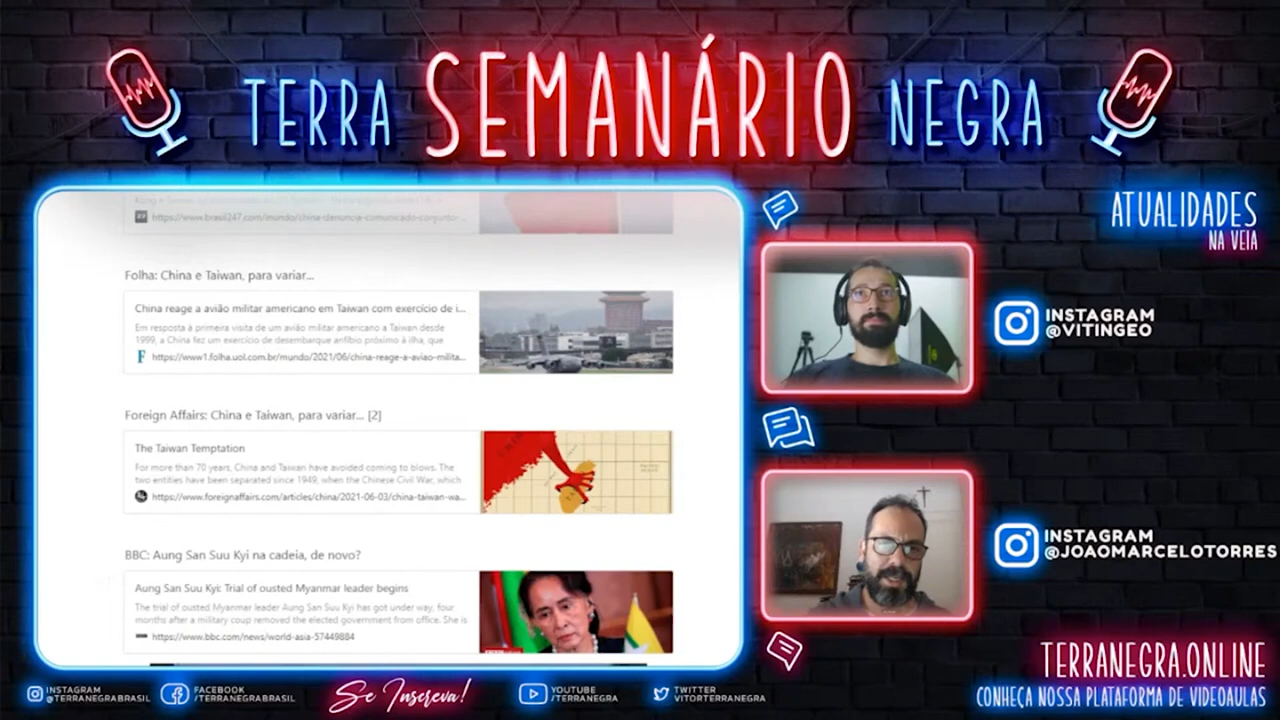 TERRA SEMANÁRIO NEGRA
https://www.brasil247.com/mundo/china-denuncia-comunicado-conjunto-...
Folha: China e Taiwan, para variar...
China reage a avião militar americano em Taiwan com exercício de i...
Em resposta à primeira visita de um avião militar americano a Taiwan desde
1999, a China fez um exercício de desembarque anfíbio próximo à ilha, que
https://www1.folha.uol.com.br/mundo/2021/06/china-reage-a-aviao-milita...
Foreign Affairs: China e Taiwan, para variar... [2]
The Taiwan Temptation
For more than 70 years, China and Taiwan have avoided coming to blows. The
two entities have been separated since 1949, when the Chinese Civil War, which
https://www.foreignaffairs.com/articles/china/2021-06-03/china-taiwan-wa...
BBC: Aung San Suu Kyi na cadeia, de novo?
Aung San Suu Kyi: Trial of ousted Myanmar leader begins
The trial of ousted Myanmar leader Aung San Suu Kyi has got under way, four
months after a military coup removed the elected government from office. She is
https://www.bbc.com/news/world-asia-57449884
ATUALIDADES
NA VEIA
INSTAGRAM
@VITINGEO
INSTAGRAM
@JOAOMARCELOTORRES
TERRANEGRA.ONLINE
CONHEÇA NOSSA PLATAFORMA DE VIDEOAULAS
INSTAGRAM
@TERRANEGRABRASIL
FACEBOOK
/TERRANEGRABRASIL
Se Inscreva!
YOUTUBE
/TERRANEGRA
TWITTER
VITORTERRANEGRA